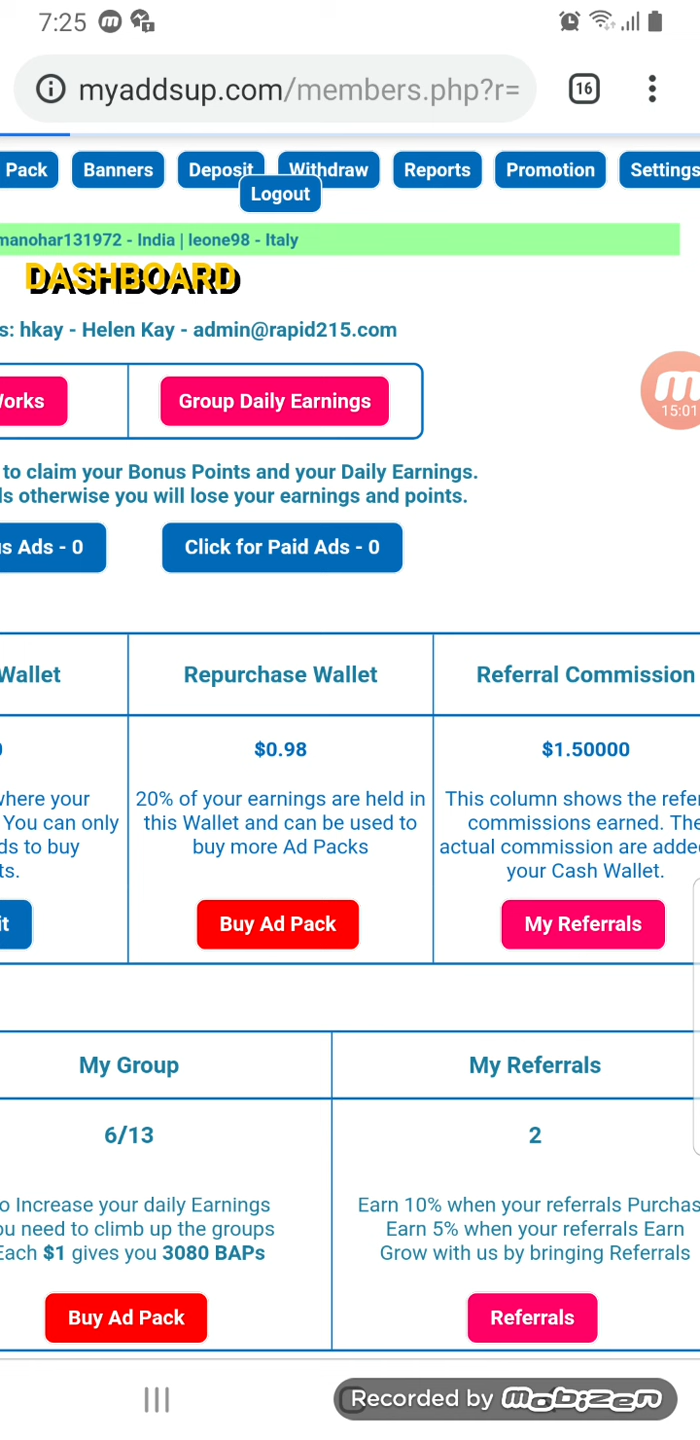 7:25
myaddsup.com/members.php?r=
16
Pack Banners Deposit Withdraw Reports Promotion Settings
Logout
manohar131972 - India | leone98 - Italy
DASHBOARD
s: hkay - Helen Kay - admin@rapid215.com
Works Group Daily Earnings
15:01
to claim your Bonus Points and your Daily Earnings.
ls otherwise you will lose your earnings and points.
s Ads - 0 Click for Paid Ads - 0
Wallet Repurchase Wallet Referral Commission
$0.98 $1.50000
where your
You can only
ds to buy
ts.
20% of your earnings are held in
this Wallet and can be used to
buy more Ad Packs
This column shows the refer
commissions earned. The
actual commission are added
your Cash Wallet.
it Buy Ad Pack My Referrals
My Group My Referrals
6/13 2
o Increase your daily Earnings
ou need to climb up the groups
Each $1 gives you 3080 BAPs
Earn 10% when your referrals Purchas
Earn 5% when your referrals Earn
Grow with us by bringing Referrals
Buy Ad Pack Referrals
Recorded by mobizen